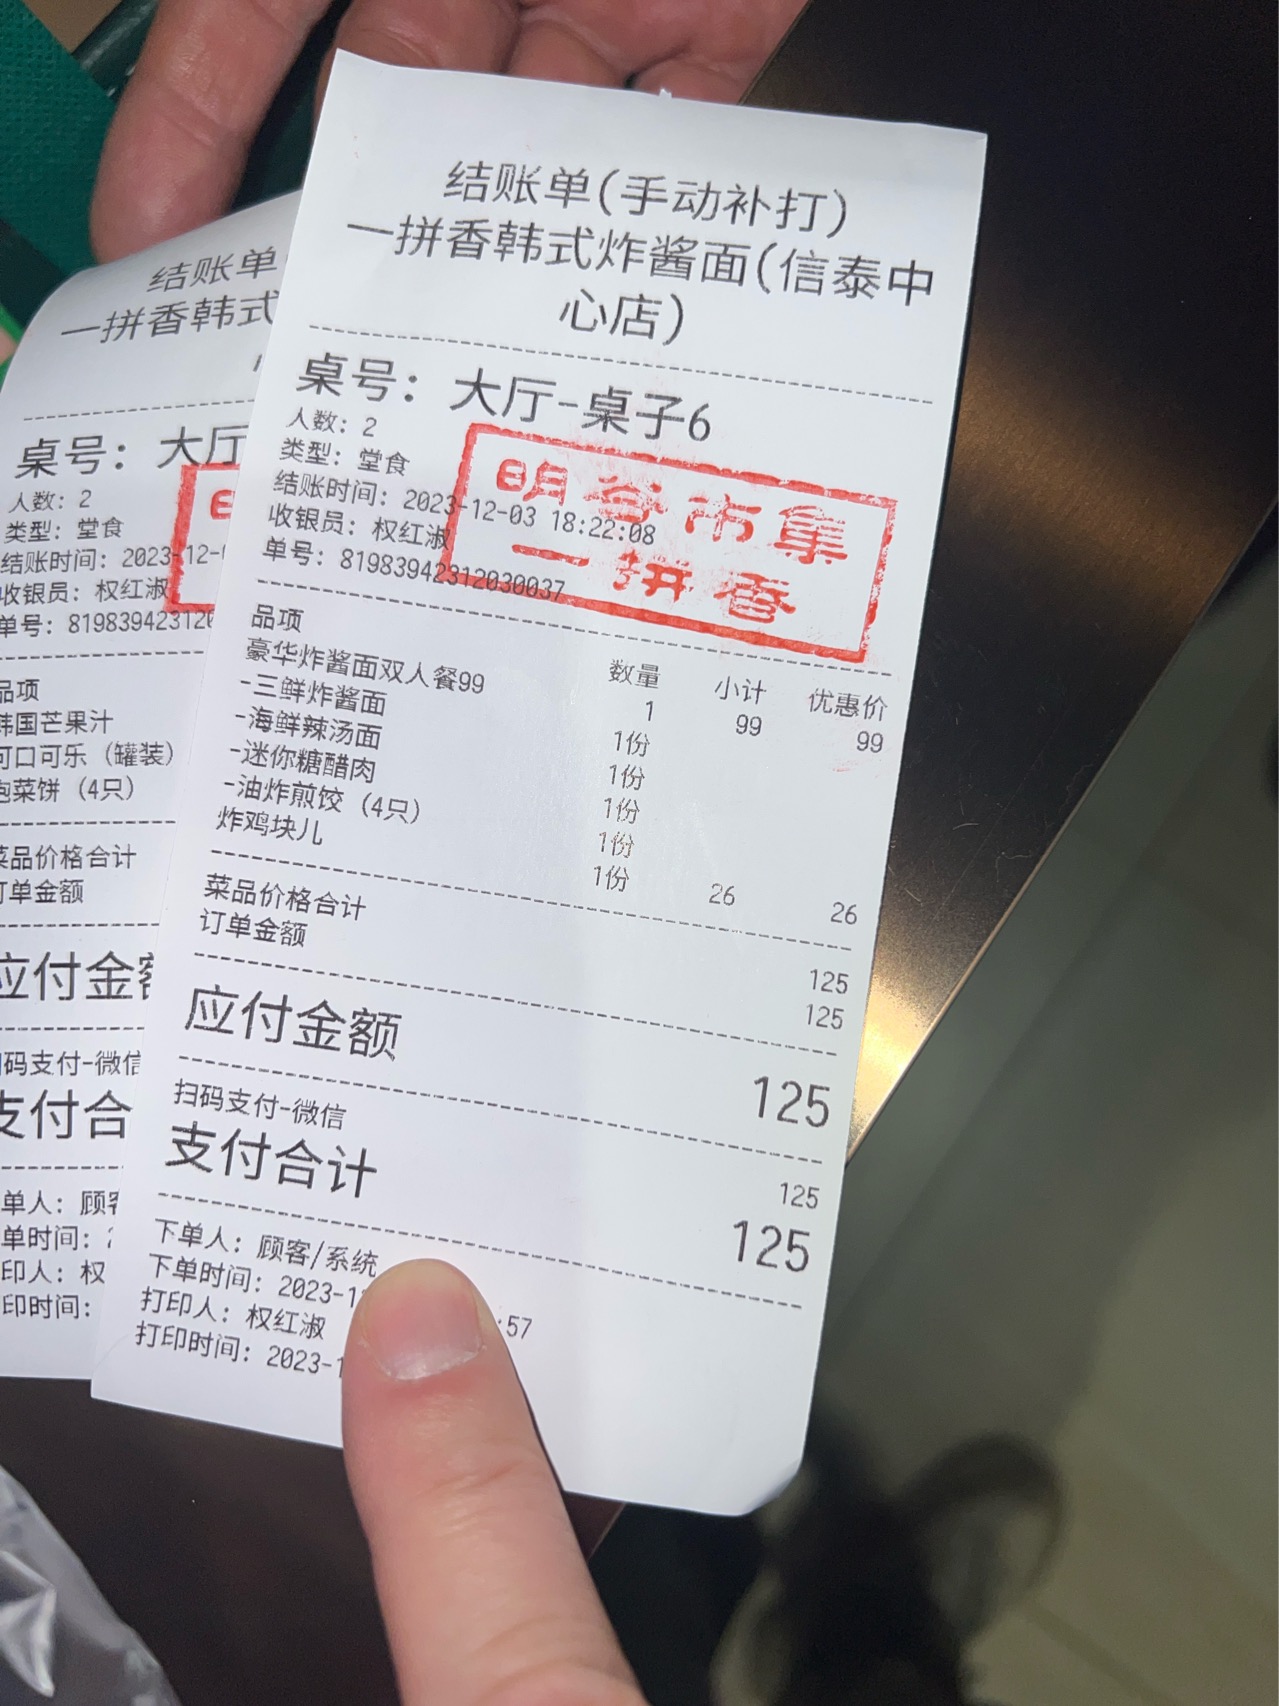 结账单(手动补打)
一拼香韩式炸酱面(信泰中
心店)
桌号：大厅-桌子6
人数：2
类型：堂食
结账时间：2023-12-03 18:22:08
收银员：权红淑
单号：819839422312030037
明谷市集
一拼香
品项 数量 小计 优惠价
豪华炸酱面双人餐99 1 99 99
-三鲜炸酱面 1份
-海鲜辣汤面 1份
-迷你糖醋肉 1份
-油炸煎饺（4只） 1份
炸鸡块儿 1份 26 26
菜品价格合计 125
订单金额 125
应付金额 125
扫码支付-微信 125
支付合计 125
下单人：顾客/系统
下单时间：2023-1 :57
打印人：权红淑
打印时间：2023-1
结账单
一拼香韩式
桌号：大厅
人数：2
类型：堂食
结账时间：2023-12-
收银员：权红淑
单号：819839423120
品项
韩国芒果汁
可口可乐（罐装）
泡菜饼（4只）
菜品价格合计
订单金额
应付金额
扫码支付-微信
支付合
单人：顾客
单时间：
印人：权
印时间：